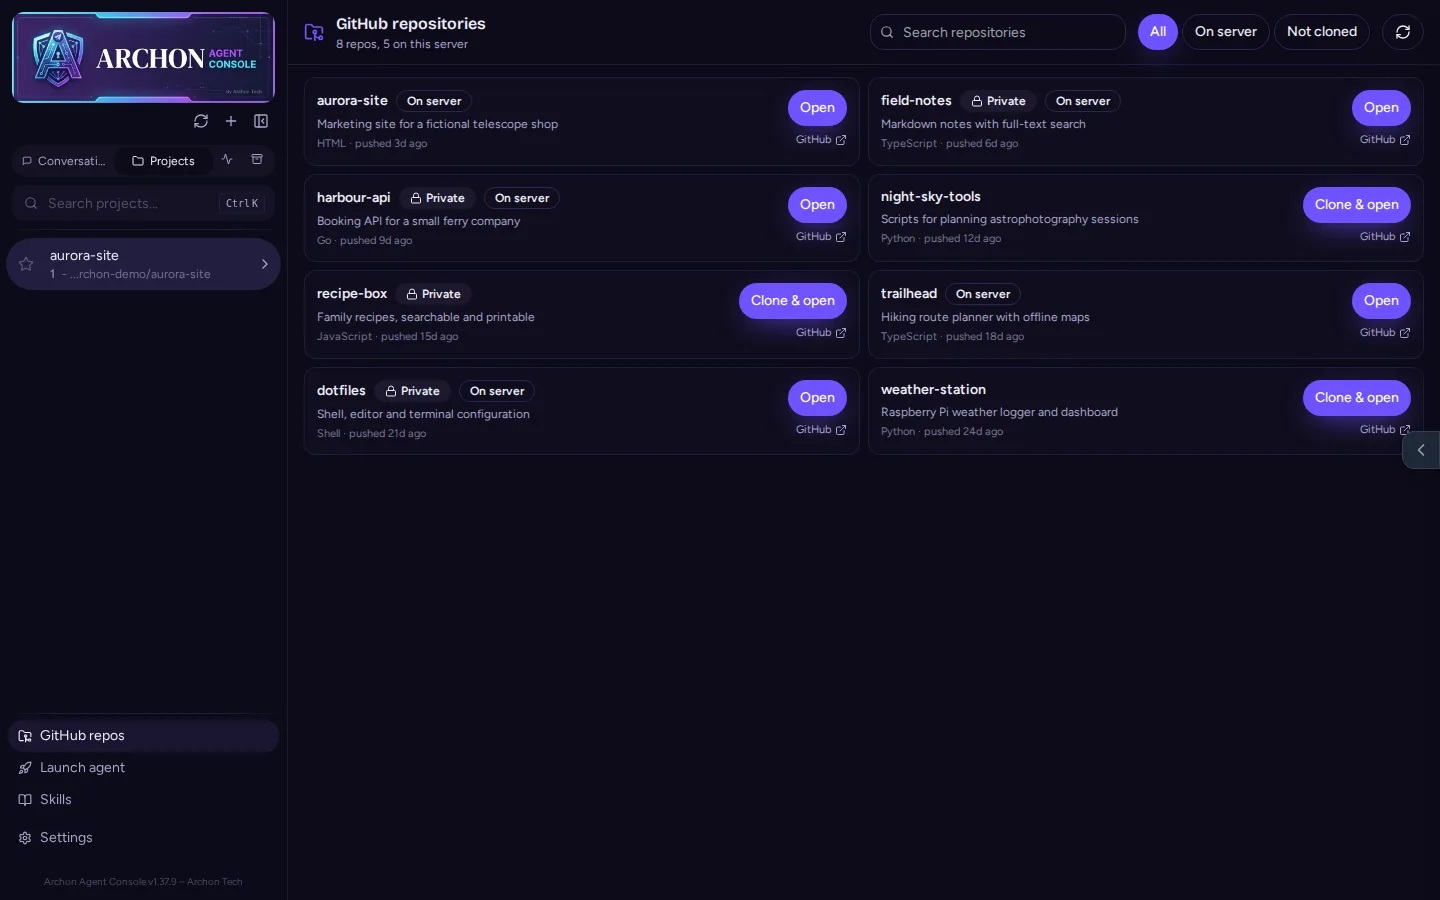 ARCHON AGENT CONSOLE
By Archon Tech
Conversati...
Projects
Search projects...
Ctrl K
aurora-site
1 - ...rchon-demo/aurora-site
GitHub repos
Launch agent
Skills
Settings
Archon Agent Console v1.37.9 – Archon Tech
GitHub repositories
8 repos, 5 on this server
Search repositories
All
On server
Not cloned
aurora-site
On server
Marketing site for a fictional telescope shop
HTML · pushed 3d ago
Open
GitHub
field-notes
Private
On server
Markdown notes with full-text search
TypeScript · pushed 6d ago
Open
GitHub
harbour-api
Private
On server
Booking API for a small ferry company
Go · pushed 9d ago
Open
GitHub
night-sky-tools
Scripts for planning astrophotography sessions
Python · pushed 12d ago
Clone & open
GitHub
recipe-box
Private
Family recipes, searchable and printable
JavaScript · pushed 15d ago
Clone & open
GitHub
trailhead
On server
Hiking route planner with offline maps
TypeScript · pushed 18d ago
Open
GitHub
dotfiles
Private
On server
Shell, editor and terminal configuration
Shell · pushed 21d ago
Open
GitHub
weather-station
Raspberry Pi weather logger and dashboard
Python · pushed 24d ago
Clone & open
GitHub